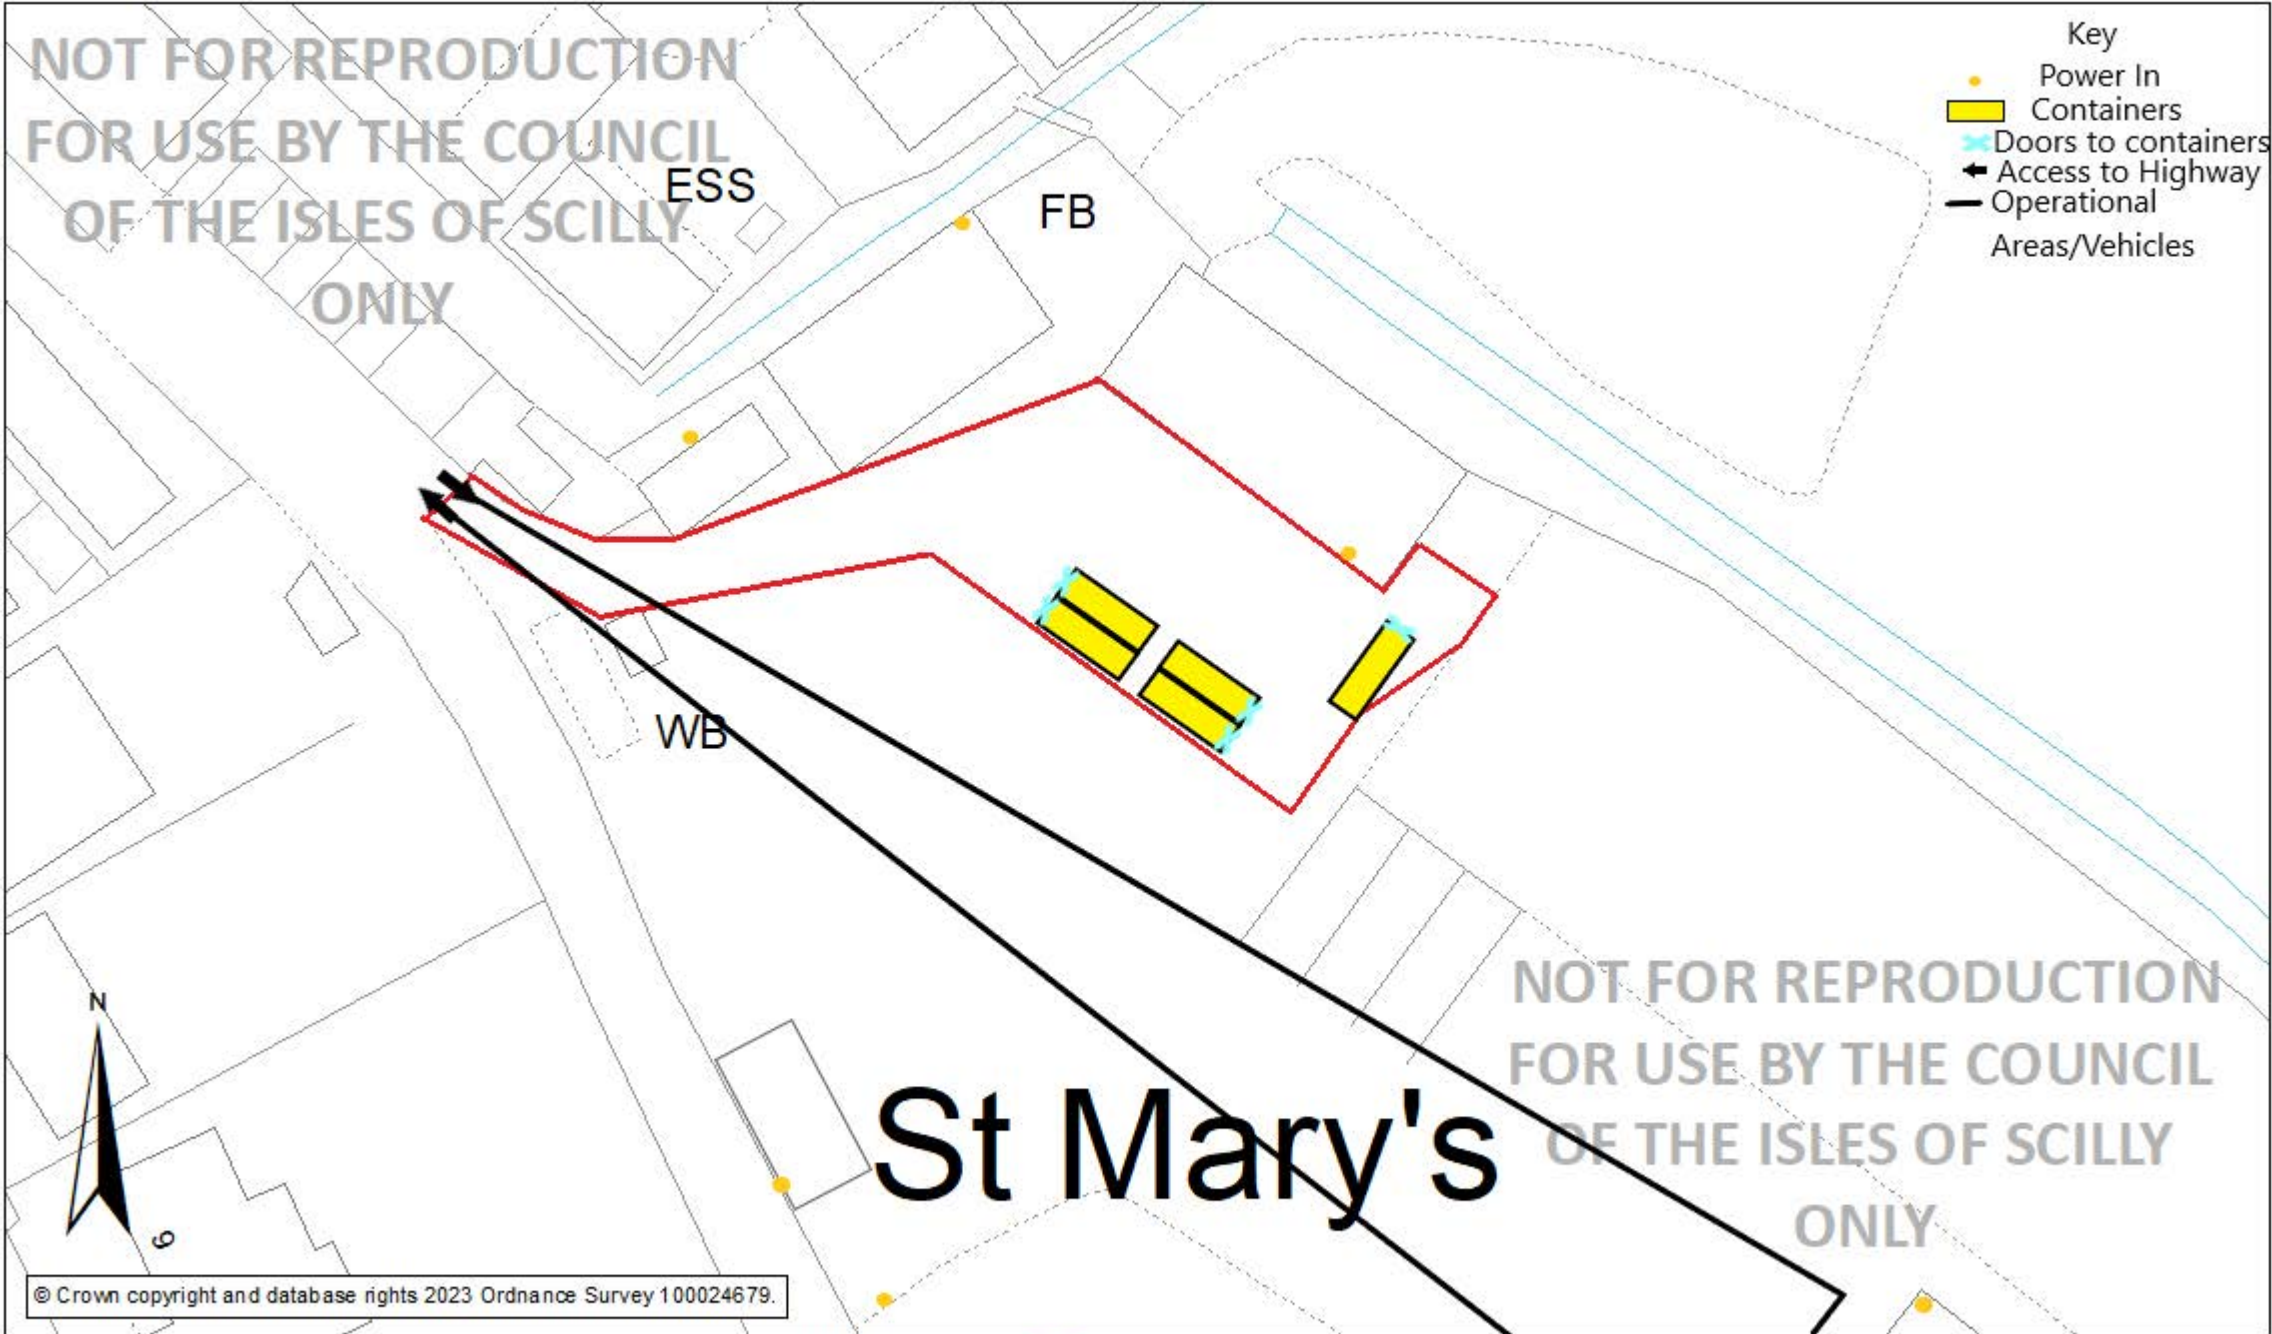 NOT FOR REPRODUCTION
FOR USE BY THE COUNCIL
OF THE ISLES OF SCILLY
ONLY
Key
Power In
Containers
Doors to containers
Access to Highway
Operational
Areas/Vehicles
ESS
FB
WB
St Mary's
NOT FOR REPRODUCTION
FOR USE BY THE COUNCIL
OF THE ISLES OF SCILLY
ONLY
N
9
© Crown copyright and database rights 2023 Ordnance Survey 100024679.